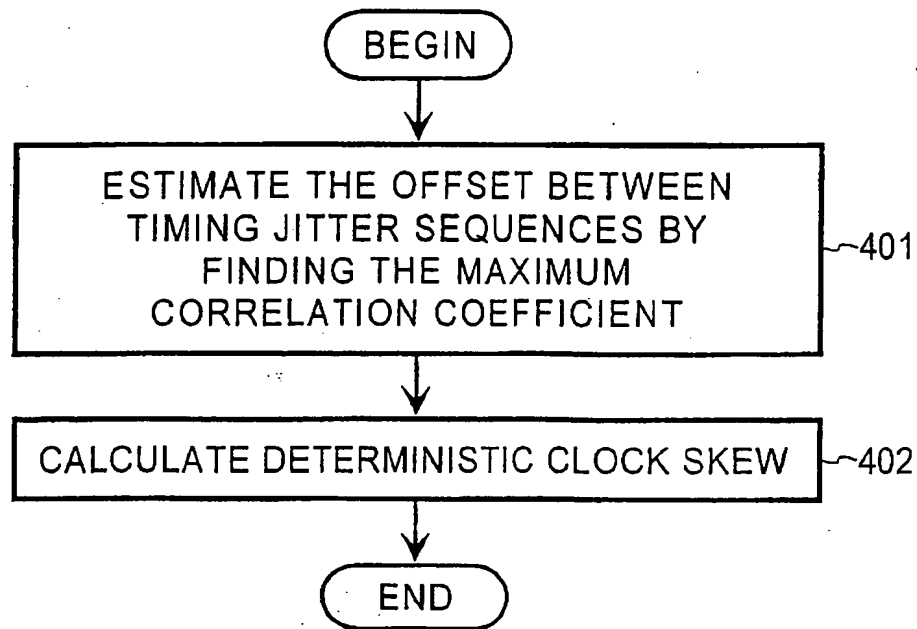 BEGIN
ESTIMATE THE OFFSET BETWEEN
TIMING JITTER SEQUENCES BY
FINDING THE MAXIMUM
CORRELATION COEFFICIENT
401
CALCULATE DETERMINISTIC CLOCK SKEW
402
END